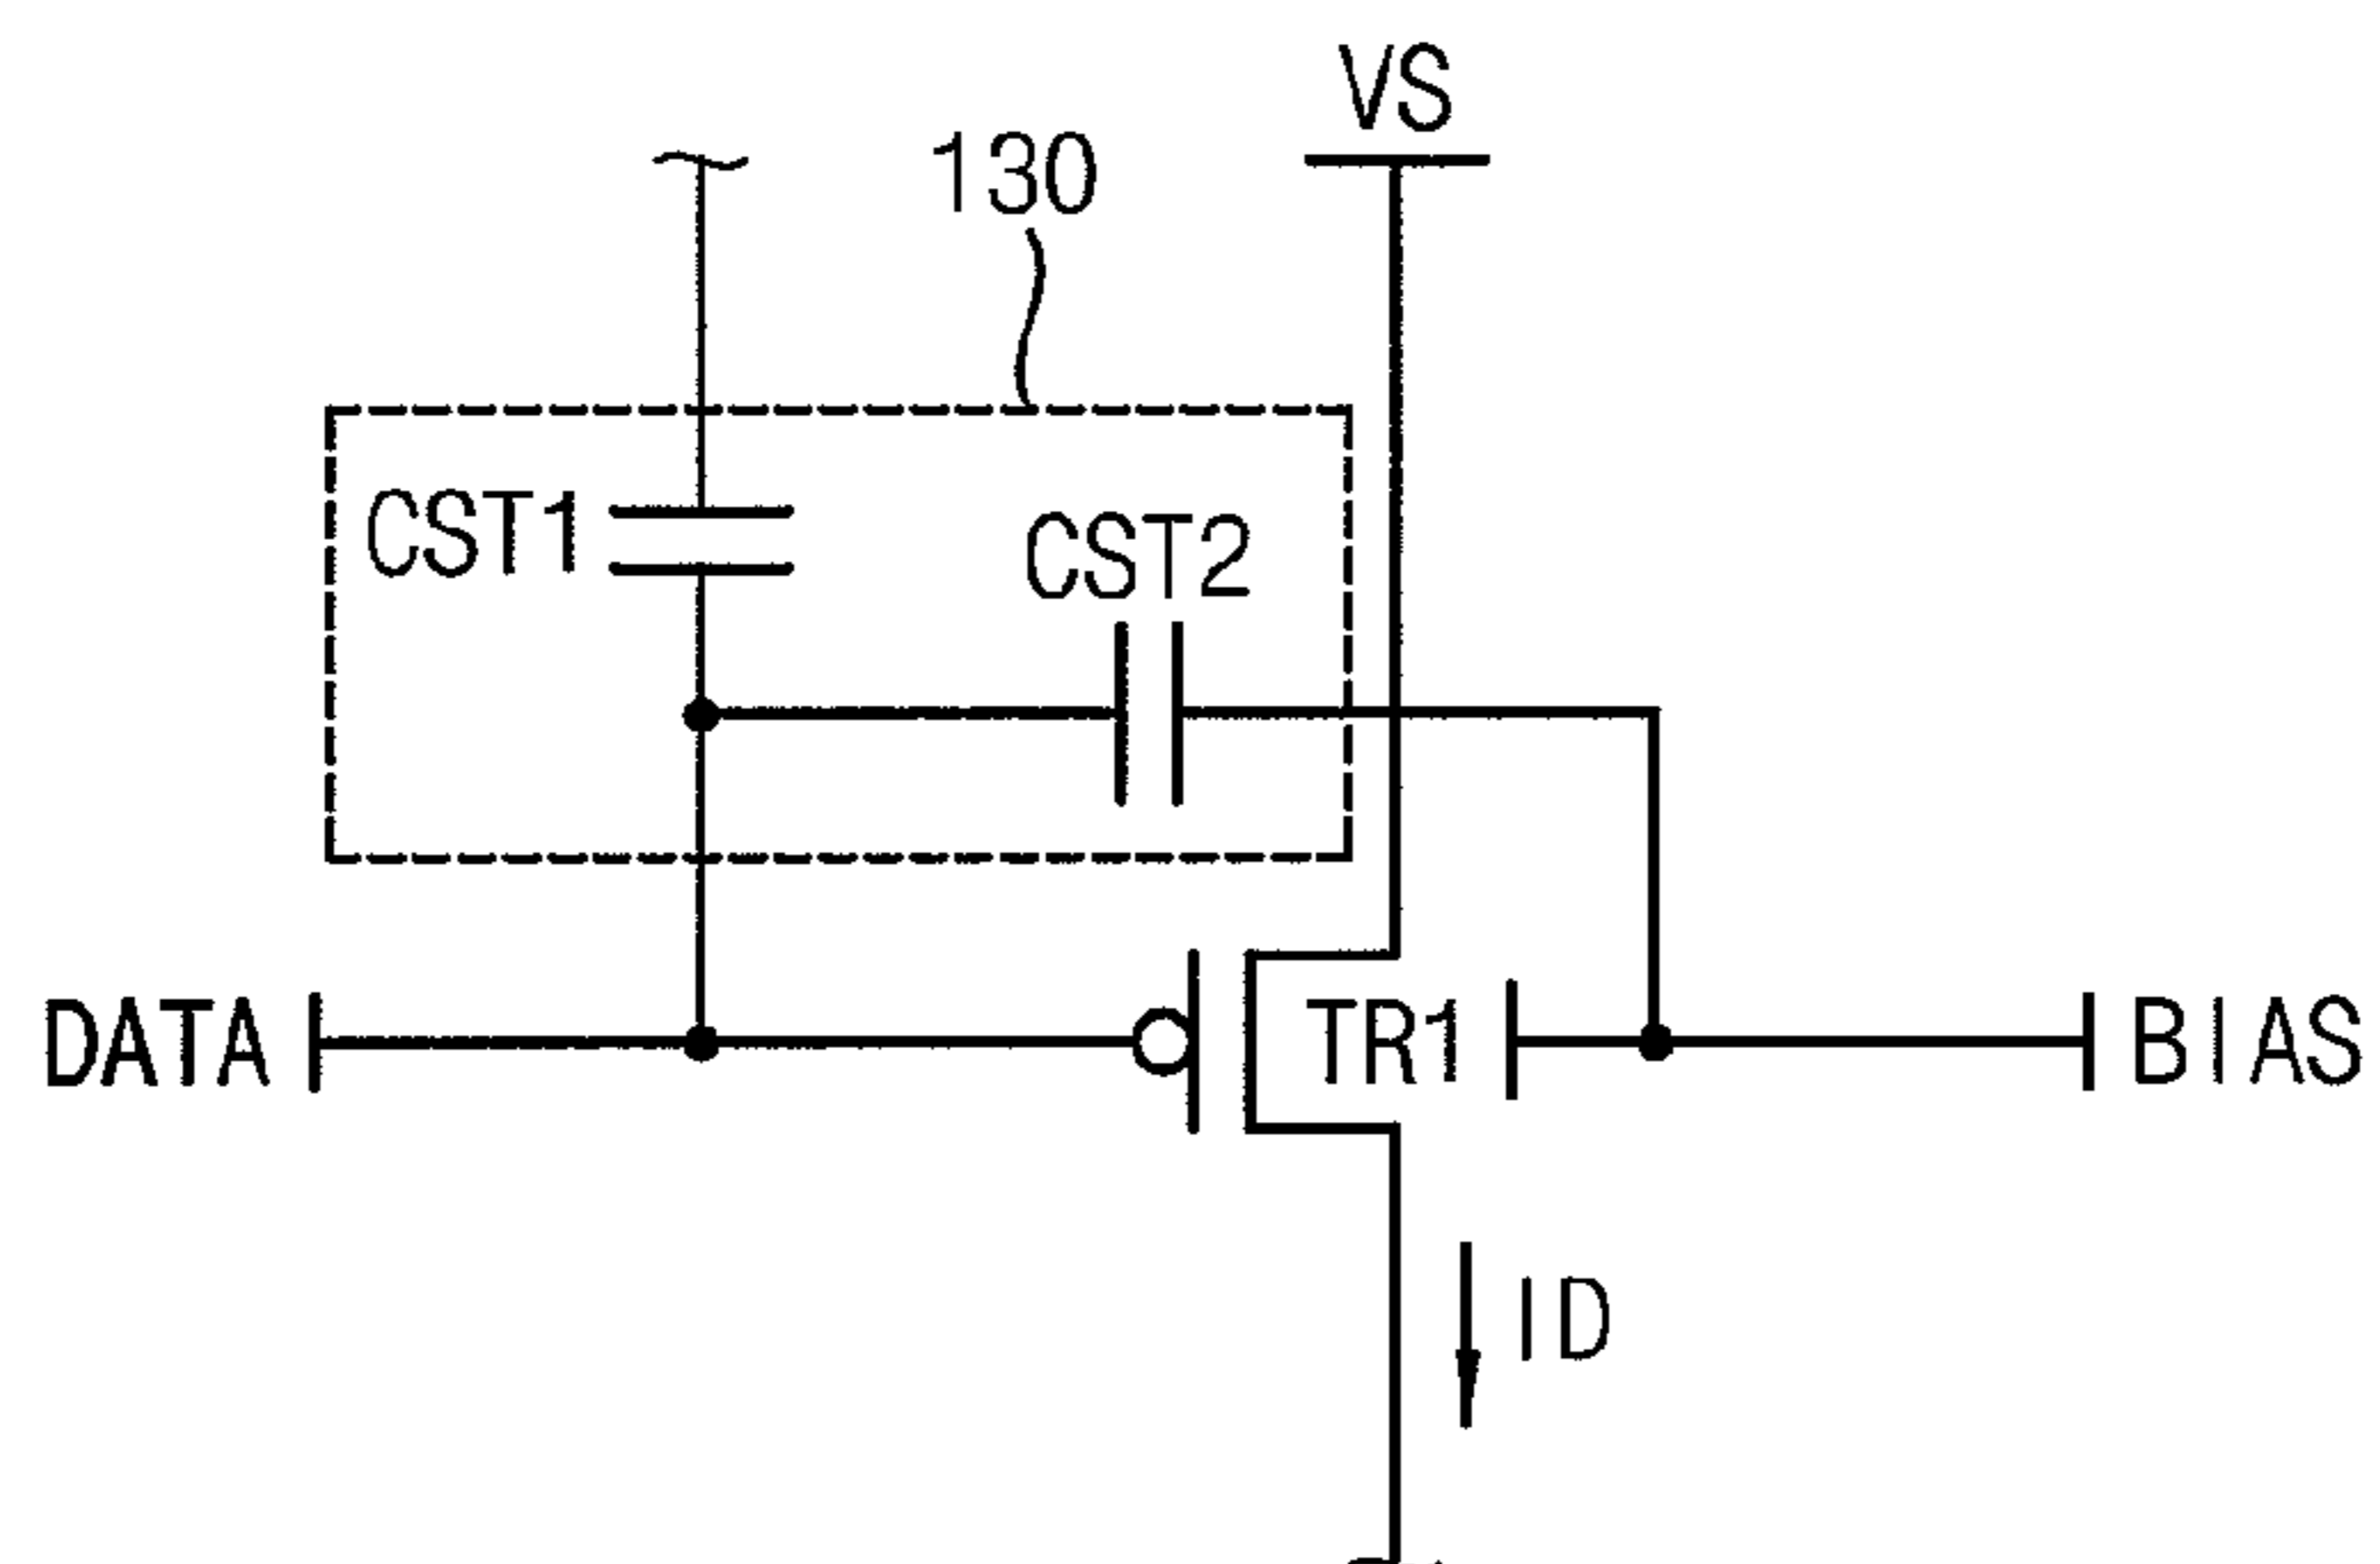 VS
130
CST1
CST2
DATA
TR1
BIAS
ID